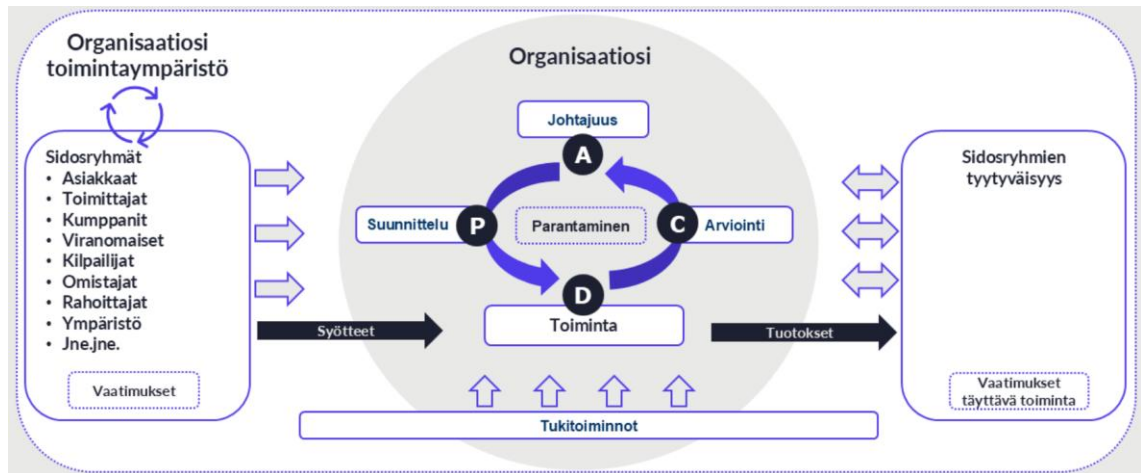 Organisaatiosi
toimintaympäristö
Sidosryhmät
• Asiakkaat
• Toimittajat
• Kumppanit
• Viranomaiset
• Kilpailijat
• Omistajat
• Rahoittajat
• Ympäristö
• Jne.jne.
Vaatimukset
Syötteet
Organisaatiosi
Johtajuus
A
Suunnittelu
P
Parantaminen
C
Arviointi
D
Toiminta
Tuotokset
Tukitoiminnot
Sidosryhmien
tyytyväisyys
Vaatimukset
täyttävä toiminta